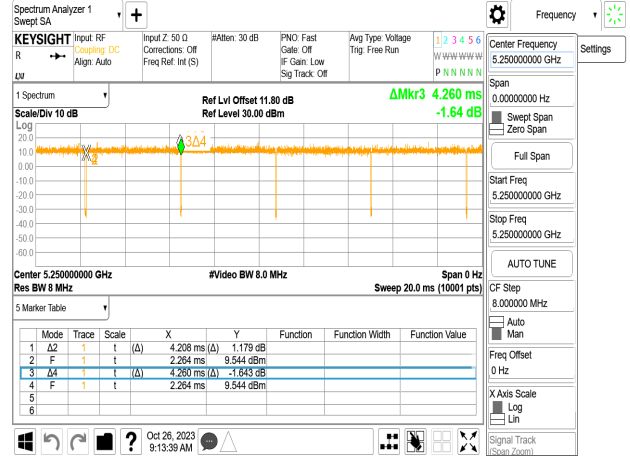 Spectrum Analyzer 1
Swept SA
Frequency
KEYSIGHT
R
Input: RF
Coupling: DC
Align: Auto
Input Z: 50 Ω
Corrections: Off
Freq Ref: Int (S)
#Atten: 30 dB
PNO: Fast
Gate: Off
IF Gain: Low
Sig Track: Off
Avg Type: Voltage
Trig: Free Run
1 2 3 4 5 6
W W W W W W
P N N N N N
Center Frequency
5.250000000 GHz
Settings
1 Spectrum
Scale/Div 10 dB
Ref Lvl Offset 11.80 dB
Ref Level 30.00 dBm
ΔMkr3 4.260 ms
-1.64 dB
Span
0.00000000 Hz
Swept Span
Zero Span
Log
20.0
10.0
0.00
-10.0
-20.0
-30.0
-40.0
-50.0
-60.0
3Δ4
Full Span
Start Freq
5.250000000 GHz
Stop Freq
5.250000000 GHz
AUTO TUNE
Center 5.250000000 GHz
Res BW 8 MHz
#Video BW 8.0 MHz
Span 0 Hz
Sweep 20.0 ms (10001 pts)
CF Step
8.000000 MHz
Auto
Man
Freq Offset
0 Hz
X Axis Scale
Log
Lin
Signal Track
(Span Zoom)
5 Marker Table
Mode Trace Scale X Y Function Function Width Function Value
1 Δ2 1 t (Δ) 4.208 ms (Δ) 1.179 dB
2 F 1 t 2.264 ms 9.544 dBm
3 Δ4 1 t (Δ) 4.260 ms (Δ) -1.643 dB
4 F 1 t 2.264 ms 9.544 dBm
5
6
Oct 26, 2023
9:13:39 AM